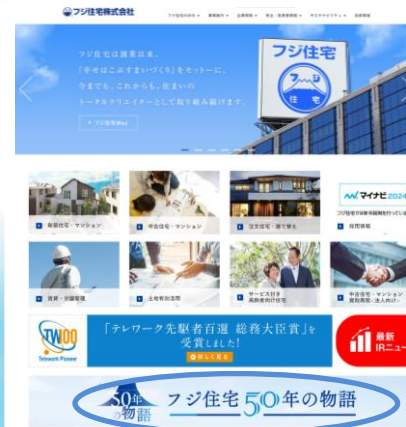 フジ住宅株式会社
フジ住宅は創業以来、
「幸せはこぶすまいづくり」をモットーに、
今までも、これからも、住まいの
トータルクリエイターとして取り組み続けます。
フジ住宅Way
フジ住宅
フジ
住宅
新築住宅・マンション
中古住宅・マンション
注文住宅・建て替え
マイナビ2024
採用情報
賃貸・分譲管理
土地有効活用
サービス付き
高齢者向け住宅
中古住宅・マンション
買取再販・法人向け
TW100
Telework Pioneer
「テレワーク先駆者百選 総務大臣賞」を
受賞しました!
詳しく見る
最新
IRニュー
50年
の物語
フジ住宅 50年の物語